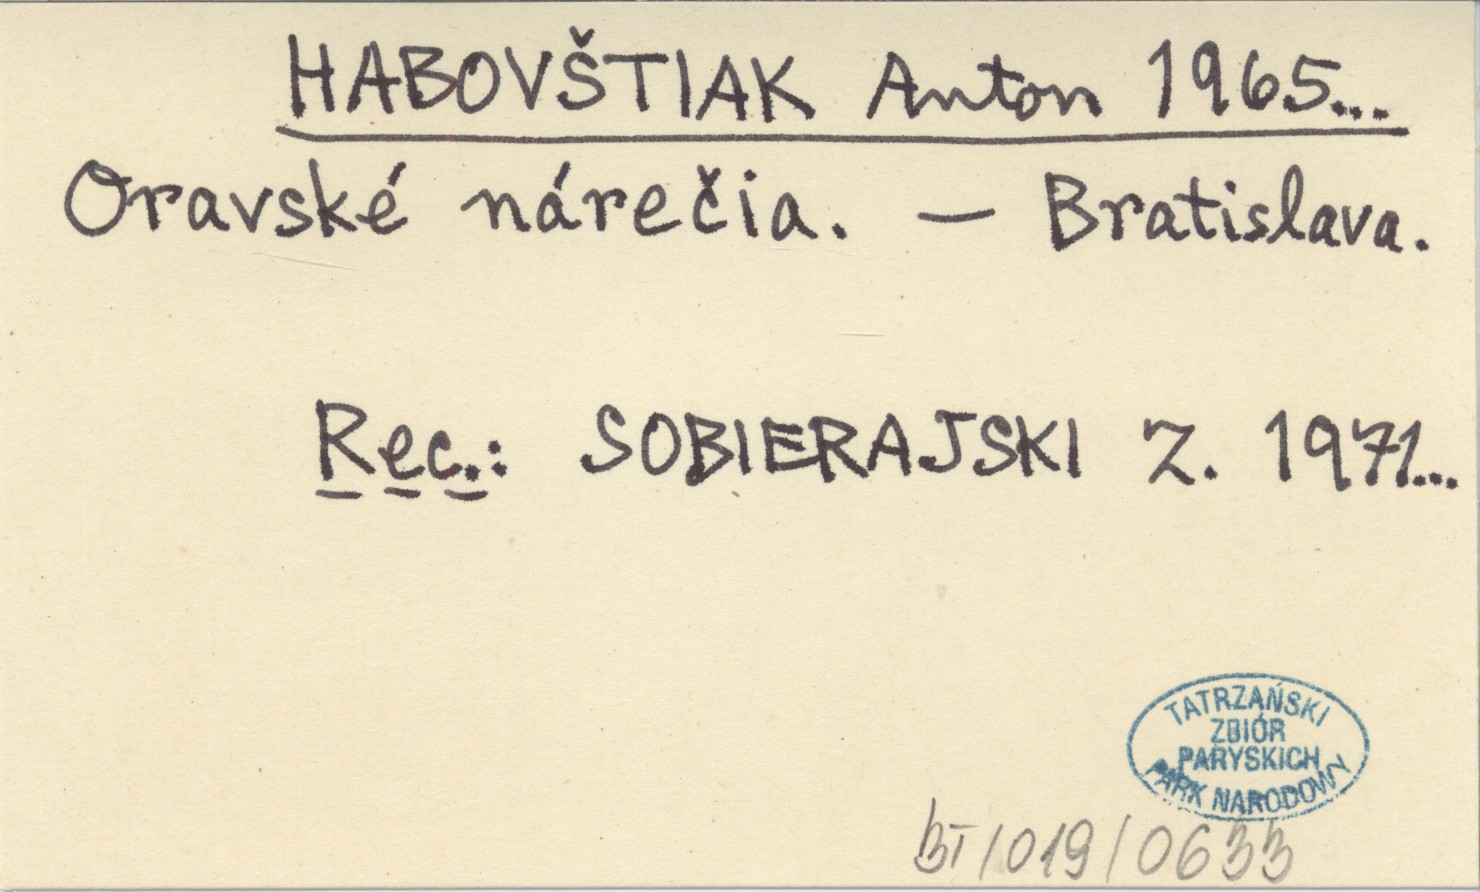 HABOVŠTIAK Anton 1965...
Oravské nárečia. — Bratislava.
Rec.: SOBIERAJSKI Z. 1971...
TATRZAŃSKI
ZBIÓR
PARYSKICH
PARK NARODOWY
BT/019/0633